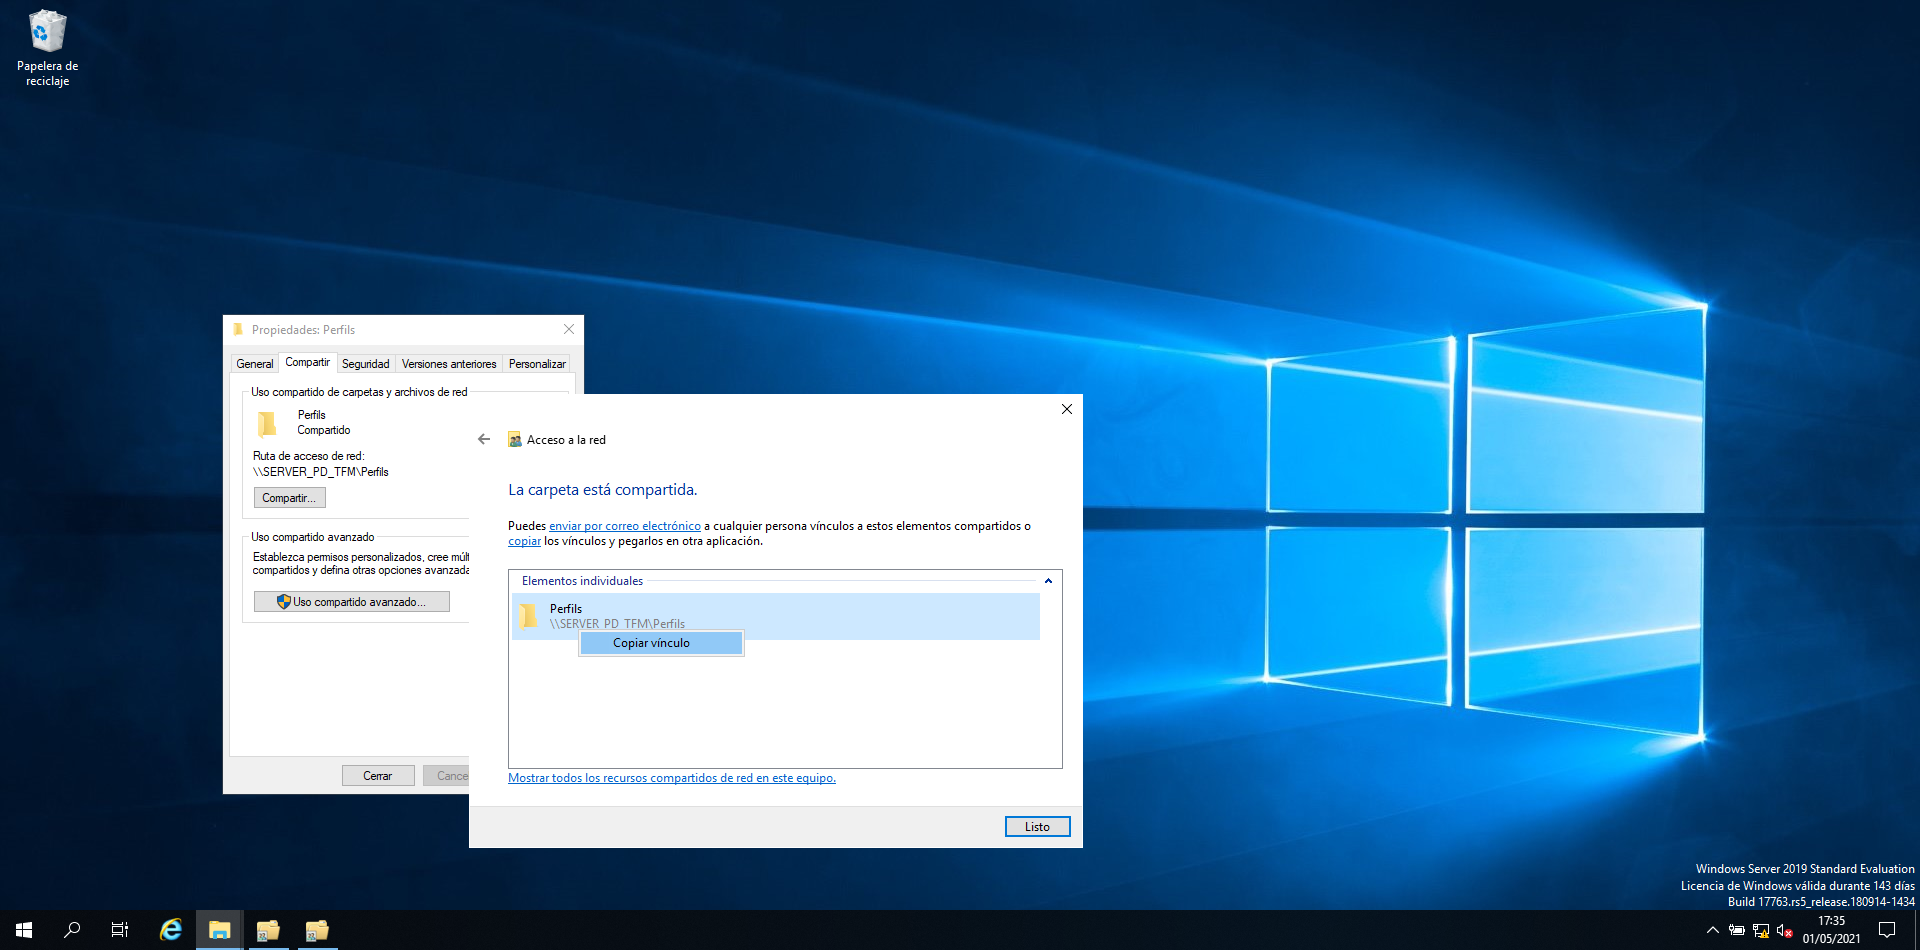 Papelera de
reciclaje
Propiedades: Perfils
General
Compartir
Seguridad
Versiones anteriores
Personalizar
Uso compartido de carpetas y archivos de red
Perfils
Compartido
Ruta de acceso de red:
\\SERVER_PD_TFM\Perfils
Compartir...
Uso compartido avanzado
Establezca permisos personalizados, cree múlt
compartidos y defina otras opciones avanzada
Uso compartido avanzado...
Cerrar
Cance
Acceso a la red
La carpeta está compartida.
Puedes enviar por correo electrónico a cualquier persona vínculos a estos elementos compartidos o
copiar los vínculos y pegarlos en otra aplicación.
Elementos individuales
Perfils
\\SERVER_PD_TFM\Perfils
Copiar vínculo
Mostrar todos los recursos compartidos de red en este equipo.
Listo
Windows Server 2019 Standard Evaluation
Licencia de Windows válida durante 143 días
Build 17763.rs5_release.180914-1434
17:35
01/05/2021